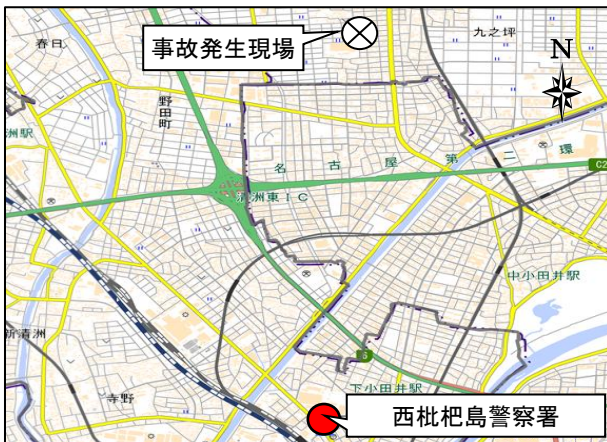 事故発生現場
九之坪
春日
N
野田町
洲駅
名古屋第二環
C2
清洲東IC
中小田井駅
新清洲
6
下小田井駅
寺野
西枇杷島警察署